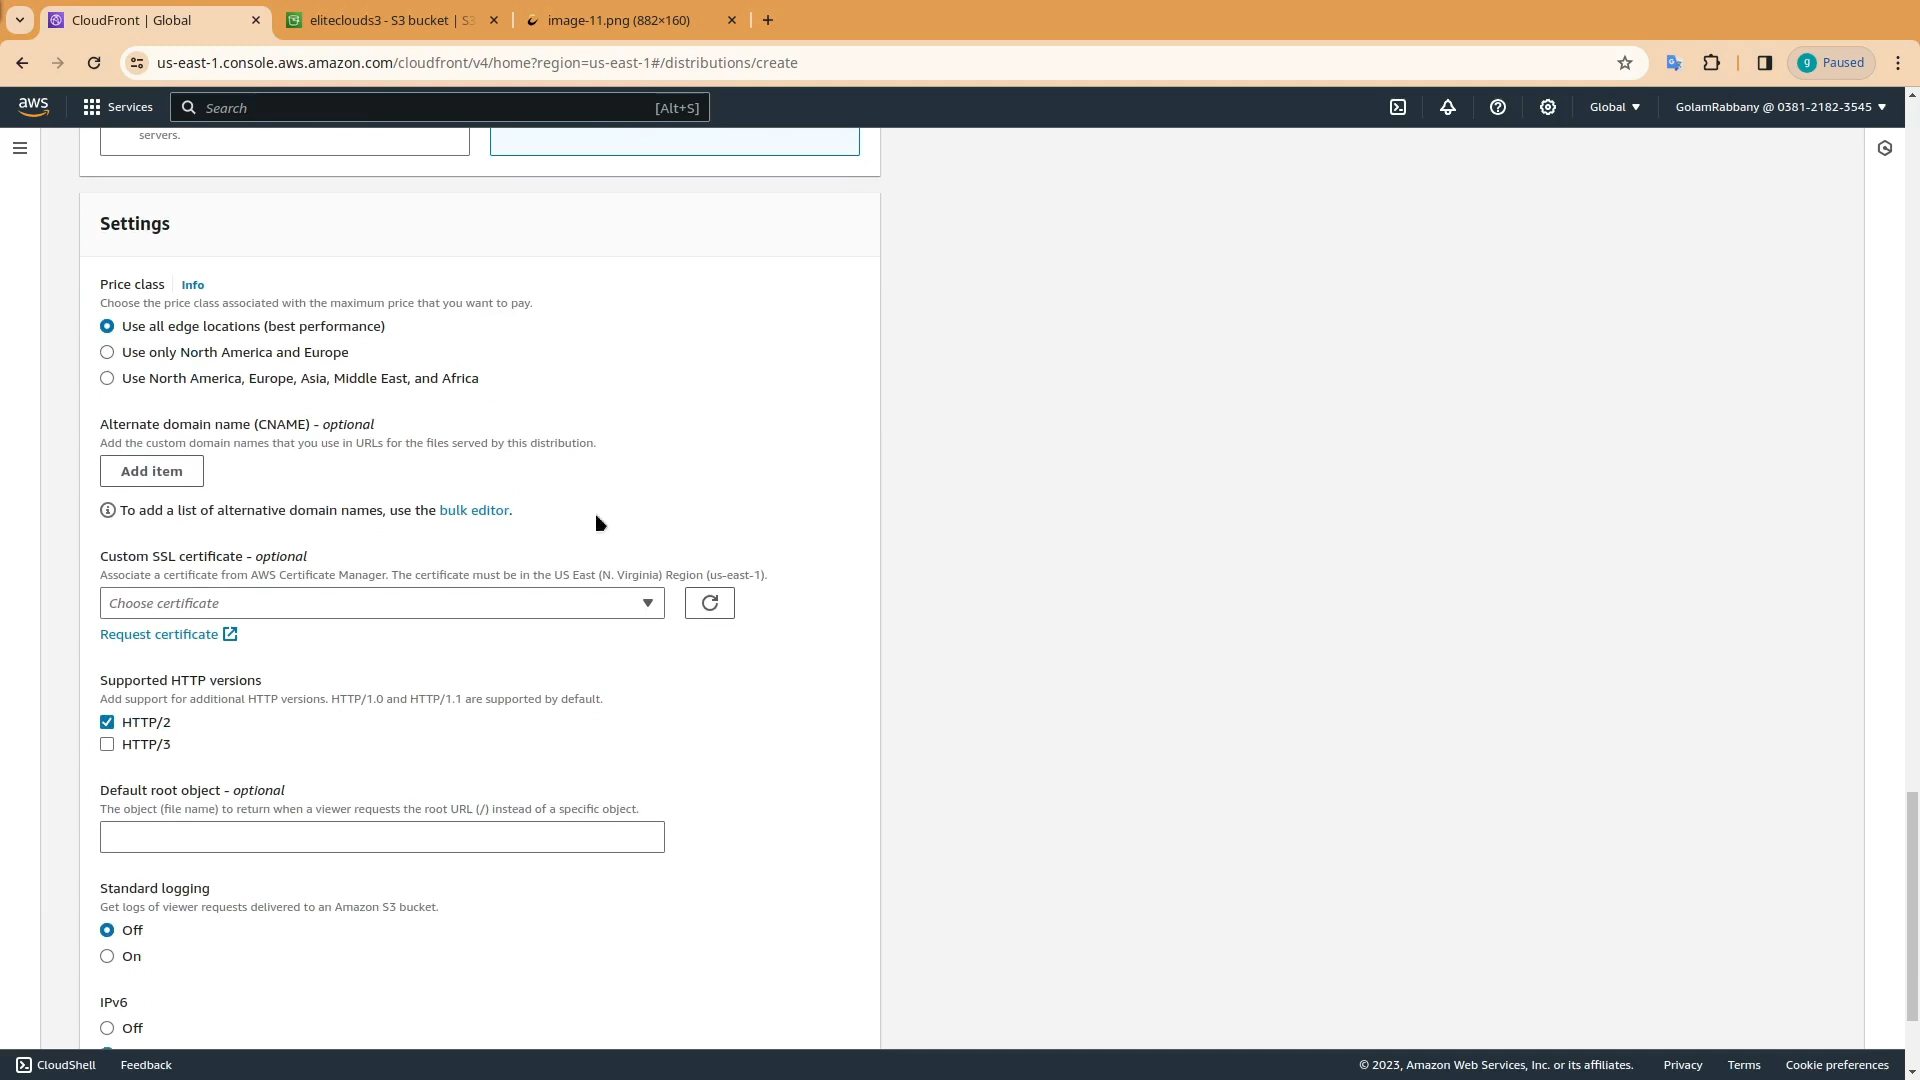 CloudFront | Global
eliteclouds3 - S3 bucket | S3
image-11.png (882×160)
us-east-1.console.aws.amazon.com/cloudfront/v4/home?region=us-east-1#/distributions/create
g Paused
aws
Services
Search
[Alt+S]
Global
GolamRabbany @ 0381-2182-3545
servers.
Settings
Price class
Info
Choose the price class associated with the maximum price that you want to pay.
Use all edge locations (best performance)
Use only North America and Europe
Use North America, Europe, Asia, Middle East, and Africa
Alternate domain name (CNAME) - optional
Add the custom domain names that you use in URLs for the files served by this distribution.
Add item
To add a list of alternative domain names, use the bulk editor.
Custom SSL certificate - optional
Associate a certificate from AWS Certificate Manager. The certificate must be in the US East (N. Virginia) Region (us-east-1).
Choose certificate
Request certificate
Supported HTTP versions
Add support for additional HTTP versions. HTTP/1.0 and HTTP/1.1 are supported by default.
HTTP/2
HTTP/3
Default root object - optional
The object (file name) to return when a viewer requests the root URL (/) instead of a specific object.
Standard logging
Get logs of viewer requests delivered to an Amazon S3 bucket.
Off
On
IPv6
Off
CloudShell
Feedback
© 2023, Amazon Web Services, Inc. or its affiliates.
Privacy
Terms
Cookie preferences